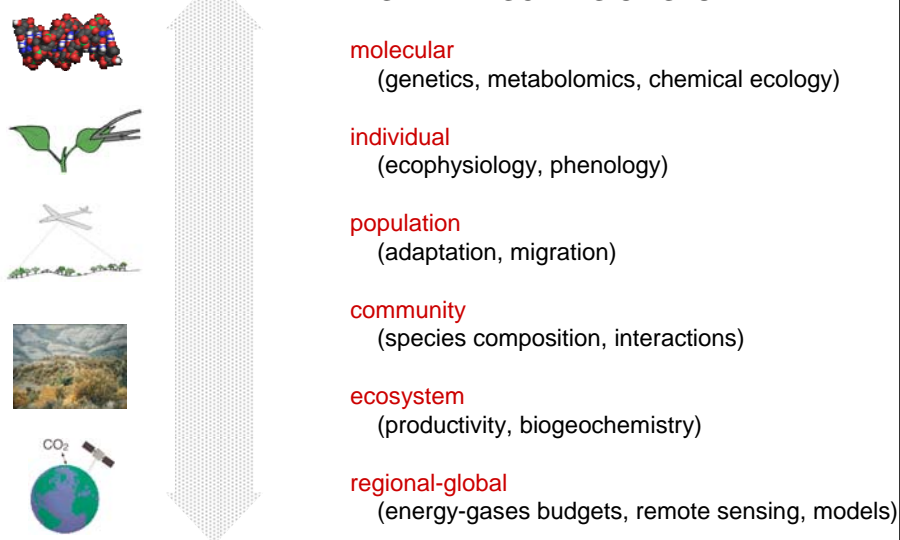 molecular
(genetics, metabolomics, chemical ecology)
individual
(ecophysiology, phenology)
population
(adaptation, migration)
community
(species composition, interactions)
ecosystem
(productivity, biogeochemistry)
CO₂
regional-global
(energy-gases budgets, remote sensing, models)